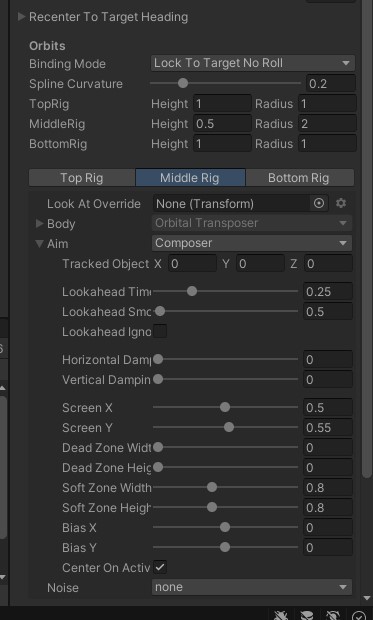 Recenter To Target Heading
Orbits
Binding Mode Lock To Target No Roll
Spline Curvature 0.2
TopRig Height 1 Radius 1
MiddleRig Height 0.5 Radius 2
BottomRig Height 1 Radius 1
Top Rig Middle Rig Bottom Rig
Look At Override None (Transform)
Body Orbital Transposer
Aim Composer
Tracked Object X 0 Y 0 Z 0
Lookahead Time 0.25
Lookahead Smo 0.5
Lookahead Igno
Horizontal Damp 0
Vertical Dampin 0
Screen X 0.5
Screen Y 0.55
Dead Zone Widt 0
Dead Zone Heig 0
Soft Zone Width 0.8
Soft Zone Heigh 0.8
Bias X 0
Bias Y 0
Center On Activ
Noise none